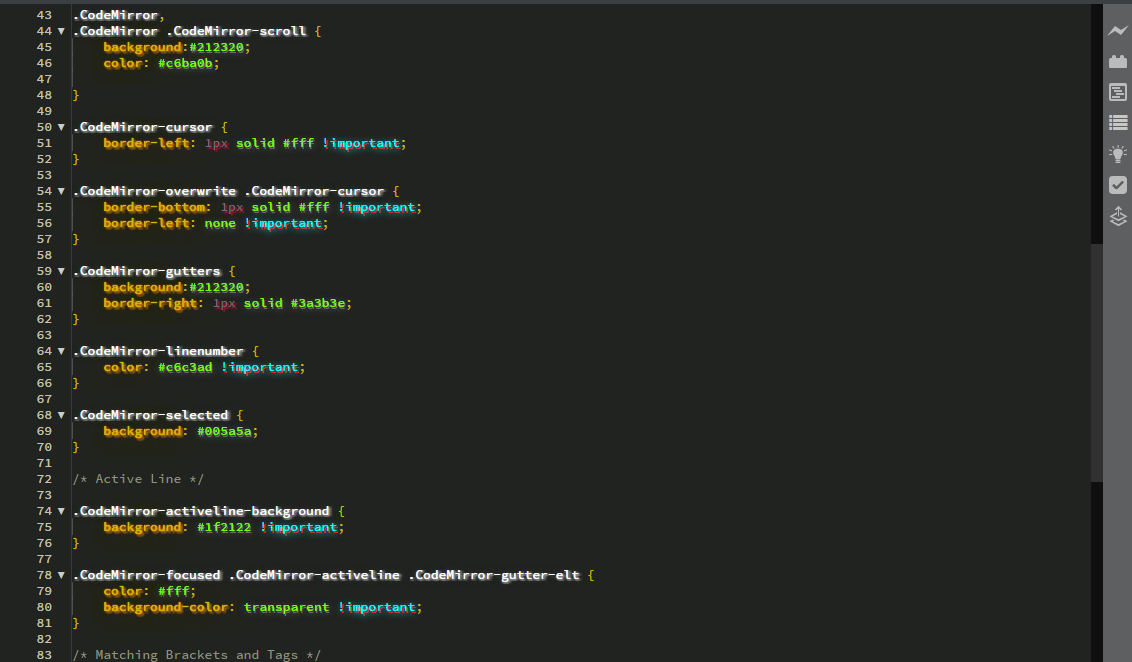 43 .CodeMirror,
44 ▼ .CodeMirror .CodeMirror-scroll {
45 background:#212320;
46 color: #c6ba0b;
47
48 }
49
50 ▼ .CodeMirror-cursor {
51 border-left: 1px solid #fff !important;
52 }
53
54 ▼ .CodeMirror-overwrite .CodeMirror-cursor {
55 border-bottom: 1px solid #fff !important;
56 border-left: none !important;
57 }
58
59 ▼ .CodeMirror-gutters {
60 background:#212320;
61 border-right: 1px solid #3a3b3e;
62 }
63
64 ▼ .CodeMirror-linenumber {
65 color: #c6c3ad !important;
66 }
67
68 ▼ .CodeMirror-selected {
69 background: #005a5a;
70 }
71
72 /* Active Line */
73
74 ▼ .CodeMirror-activeline-background {
75 background: #1f2122 !important;
76 }
77
78 ▼ .CodeMirror-focused .CodeMirror-activeline .CodeMirror-gutter-elt {
79 color: #fff;
80 background-color: transparent !important;
81 }
82
83 /* Matching Brackets and Tags */